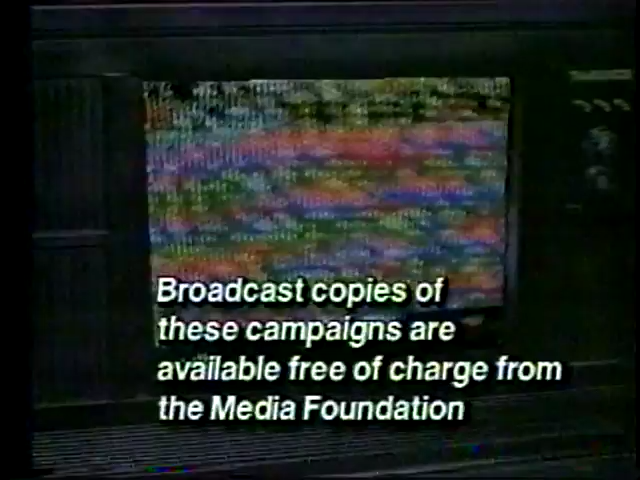 Broadcast copies of
these campaigns are
available free of charge from
the Media Foundation